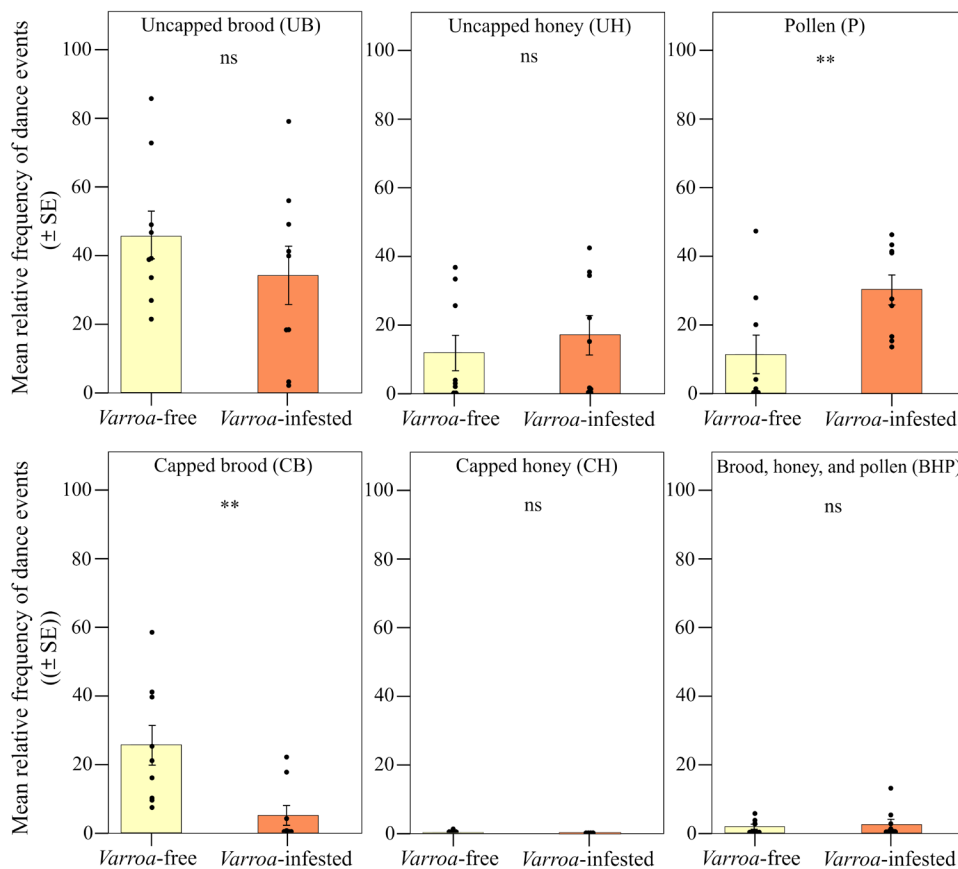 Mean relative frequency of dance events
(± SE)
Uncapped brood (UB)
ns
100
80
60
40
20
0
Varroa-free Varroa-infested
Uncapped honey (UH)
ns
100
80
60
40
20
0
Varroa-free Varroa-infested
Pollen (P)
**
100
80
60
40
20
0
Varroa-free Varroa-infested
Mean relative frequency of dance events
((± SE))
Capped brood (CB)
**
100
80
60
40
20
0
Varroa-free Varroa-infested
Capped honey (CH)
ns
100
80
60
40
20
0
Varroa-free Varroa-infested
Brood, honey, and pollen (BHP)
ns
100
80
60
40
20
0
Varroa-free Varroa-infested